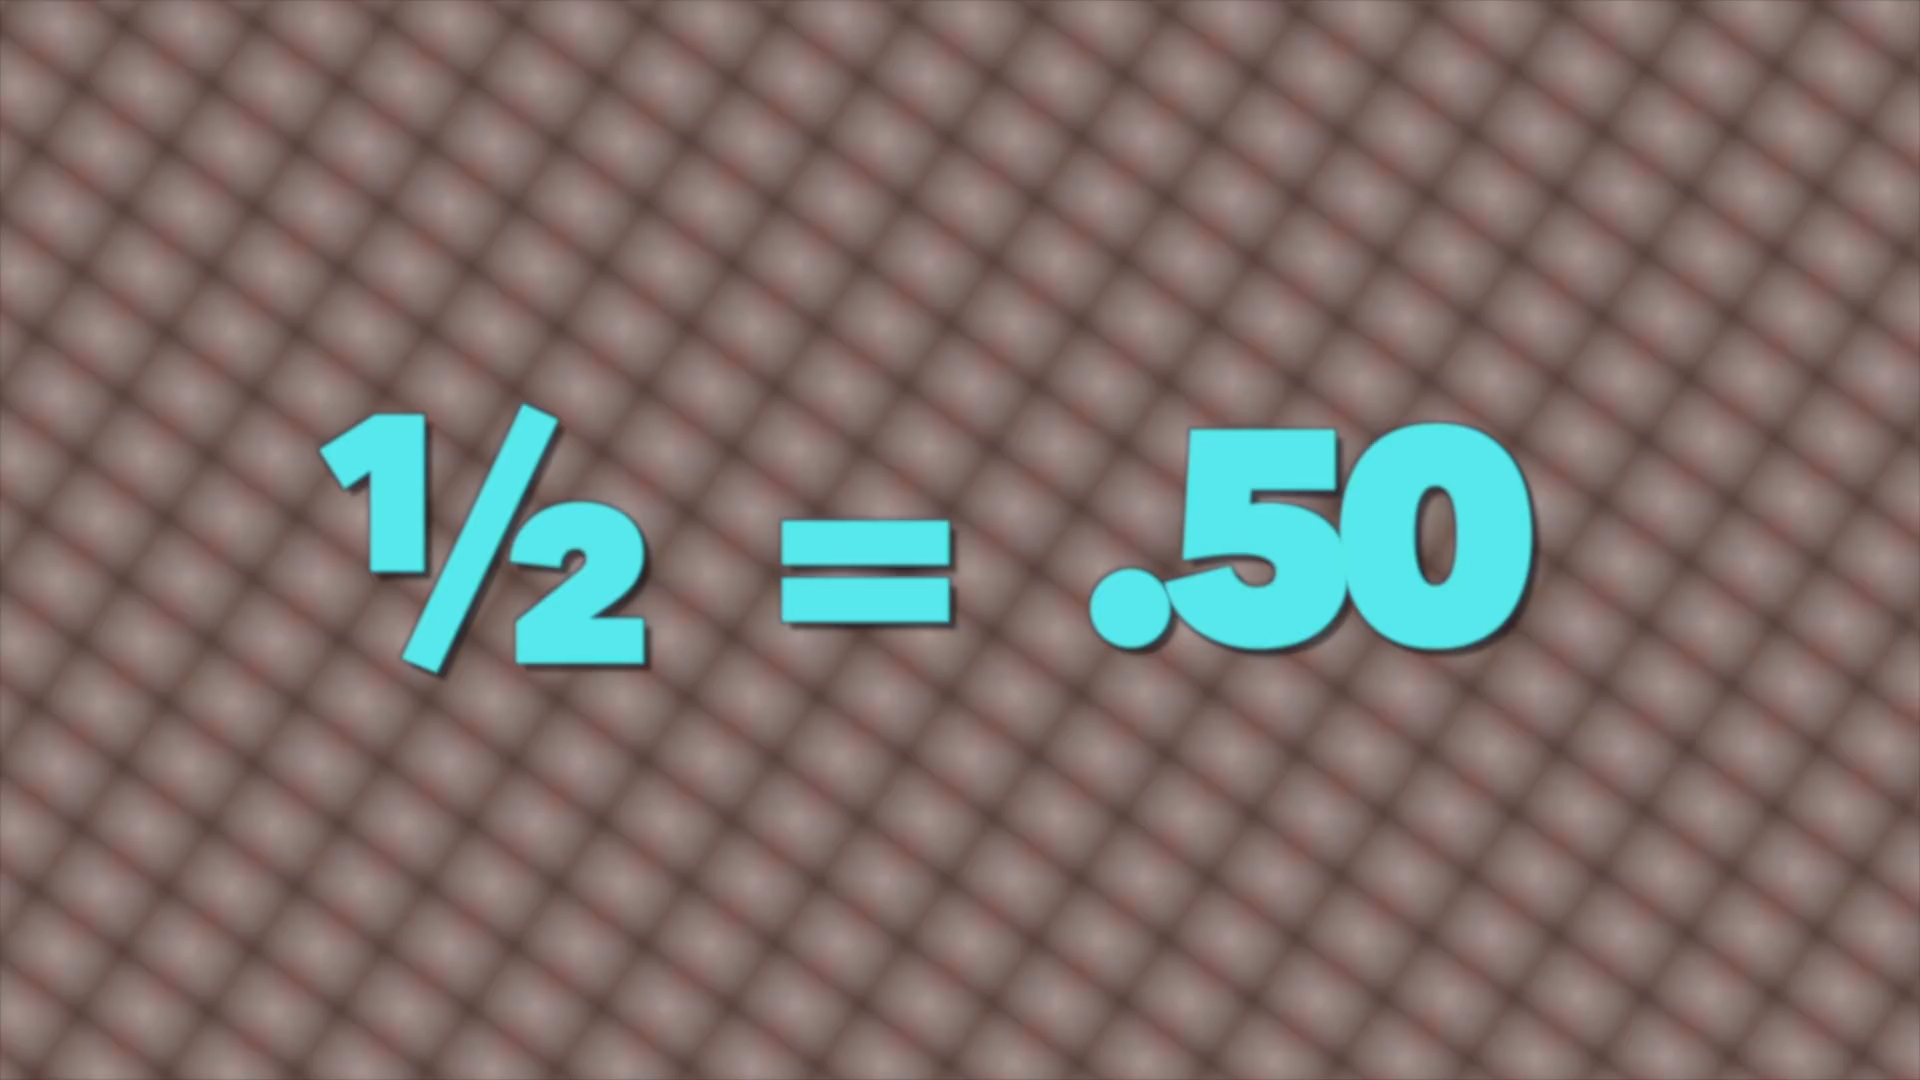 ½ = .50